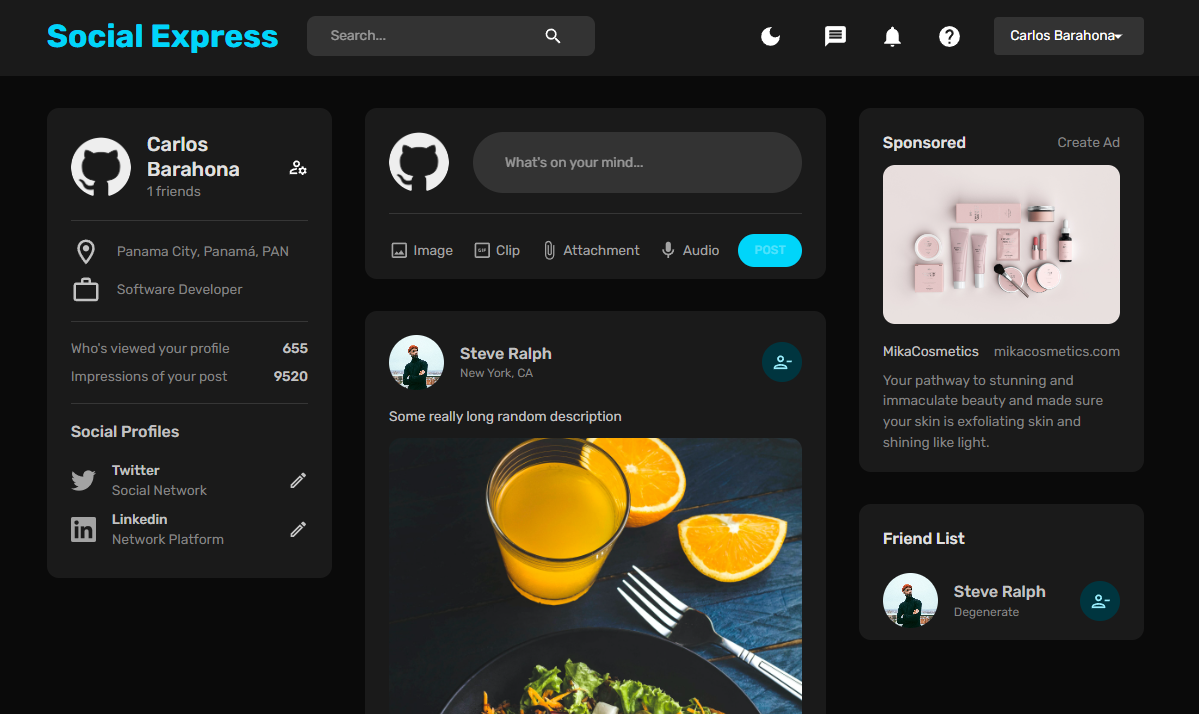 Social Express
Search...
Carlos Barahona
Carlos
Barahona
1 friends
Panama City, Panamá, PAN
Software Developer
Who's viewed your profile 655
Impressions of your post 9520
Social Profiles
Twitter
Social Network
Linkedin
Network Platform
What's on your mind...
Image Clip Attachment Audio POST
GIF
Steve Ralph
New York, CA
Some really long random description
Sponsored Create Ad
MikaCosmetics mikacosmetics.com
Your pathway to stunning and
immaculate beauty and made sure
your skin is exfoliating skin and
shining like light.
Friend List
Steve Ralph
Degenerate